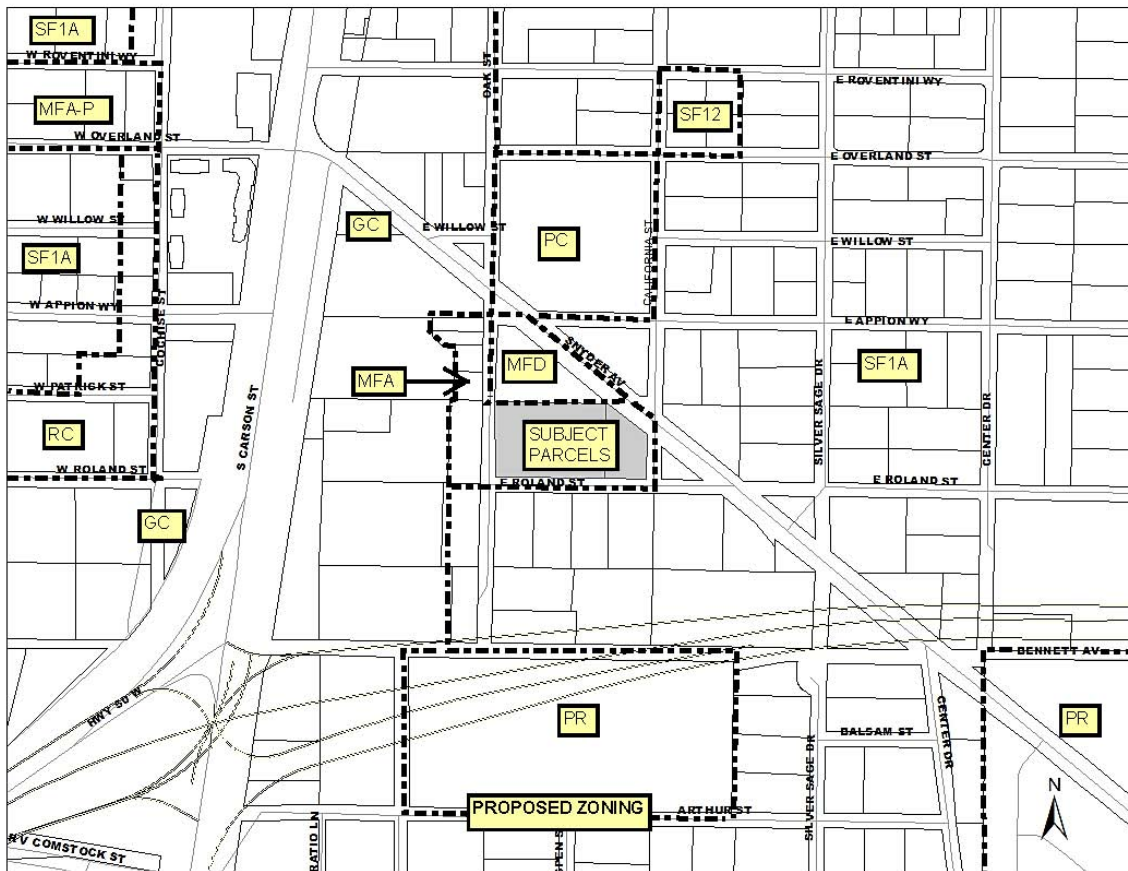 SF1A
W ROVENTINI WY
OAK ST
E ROVENTINI WY
MFA-P
SF12
W OVERLAND ST
E OVERLAND ST
W WILLOW ST
GC
E WILLOW ST
PC
CALIFORNIA ST
E WILLOW ST
SF1A
W APPION WY
COCHISE ST
E APPION WY
SNYDER AV
MFA
MFD
SF1A
W PATRICK ST
S CARSON ST
SILVER SAGE DR
CENTER DR
RC
SUBJECT
PARCELS
W ROLAND ST
E ROLAND ST
E ROLAND ST
GC
BENNETT AV
HWY 50 W
PR
PR
CENTER DR
BALSAM ST
SILVER SAGE DR
N
PROPOSED ZONING
ARTHUR ST
V COMSTOCK ST
RATIO LN